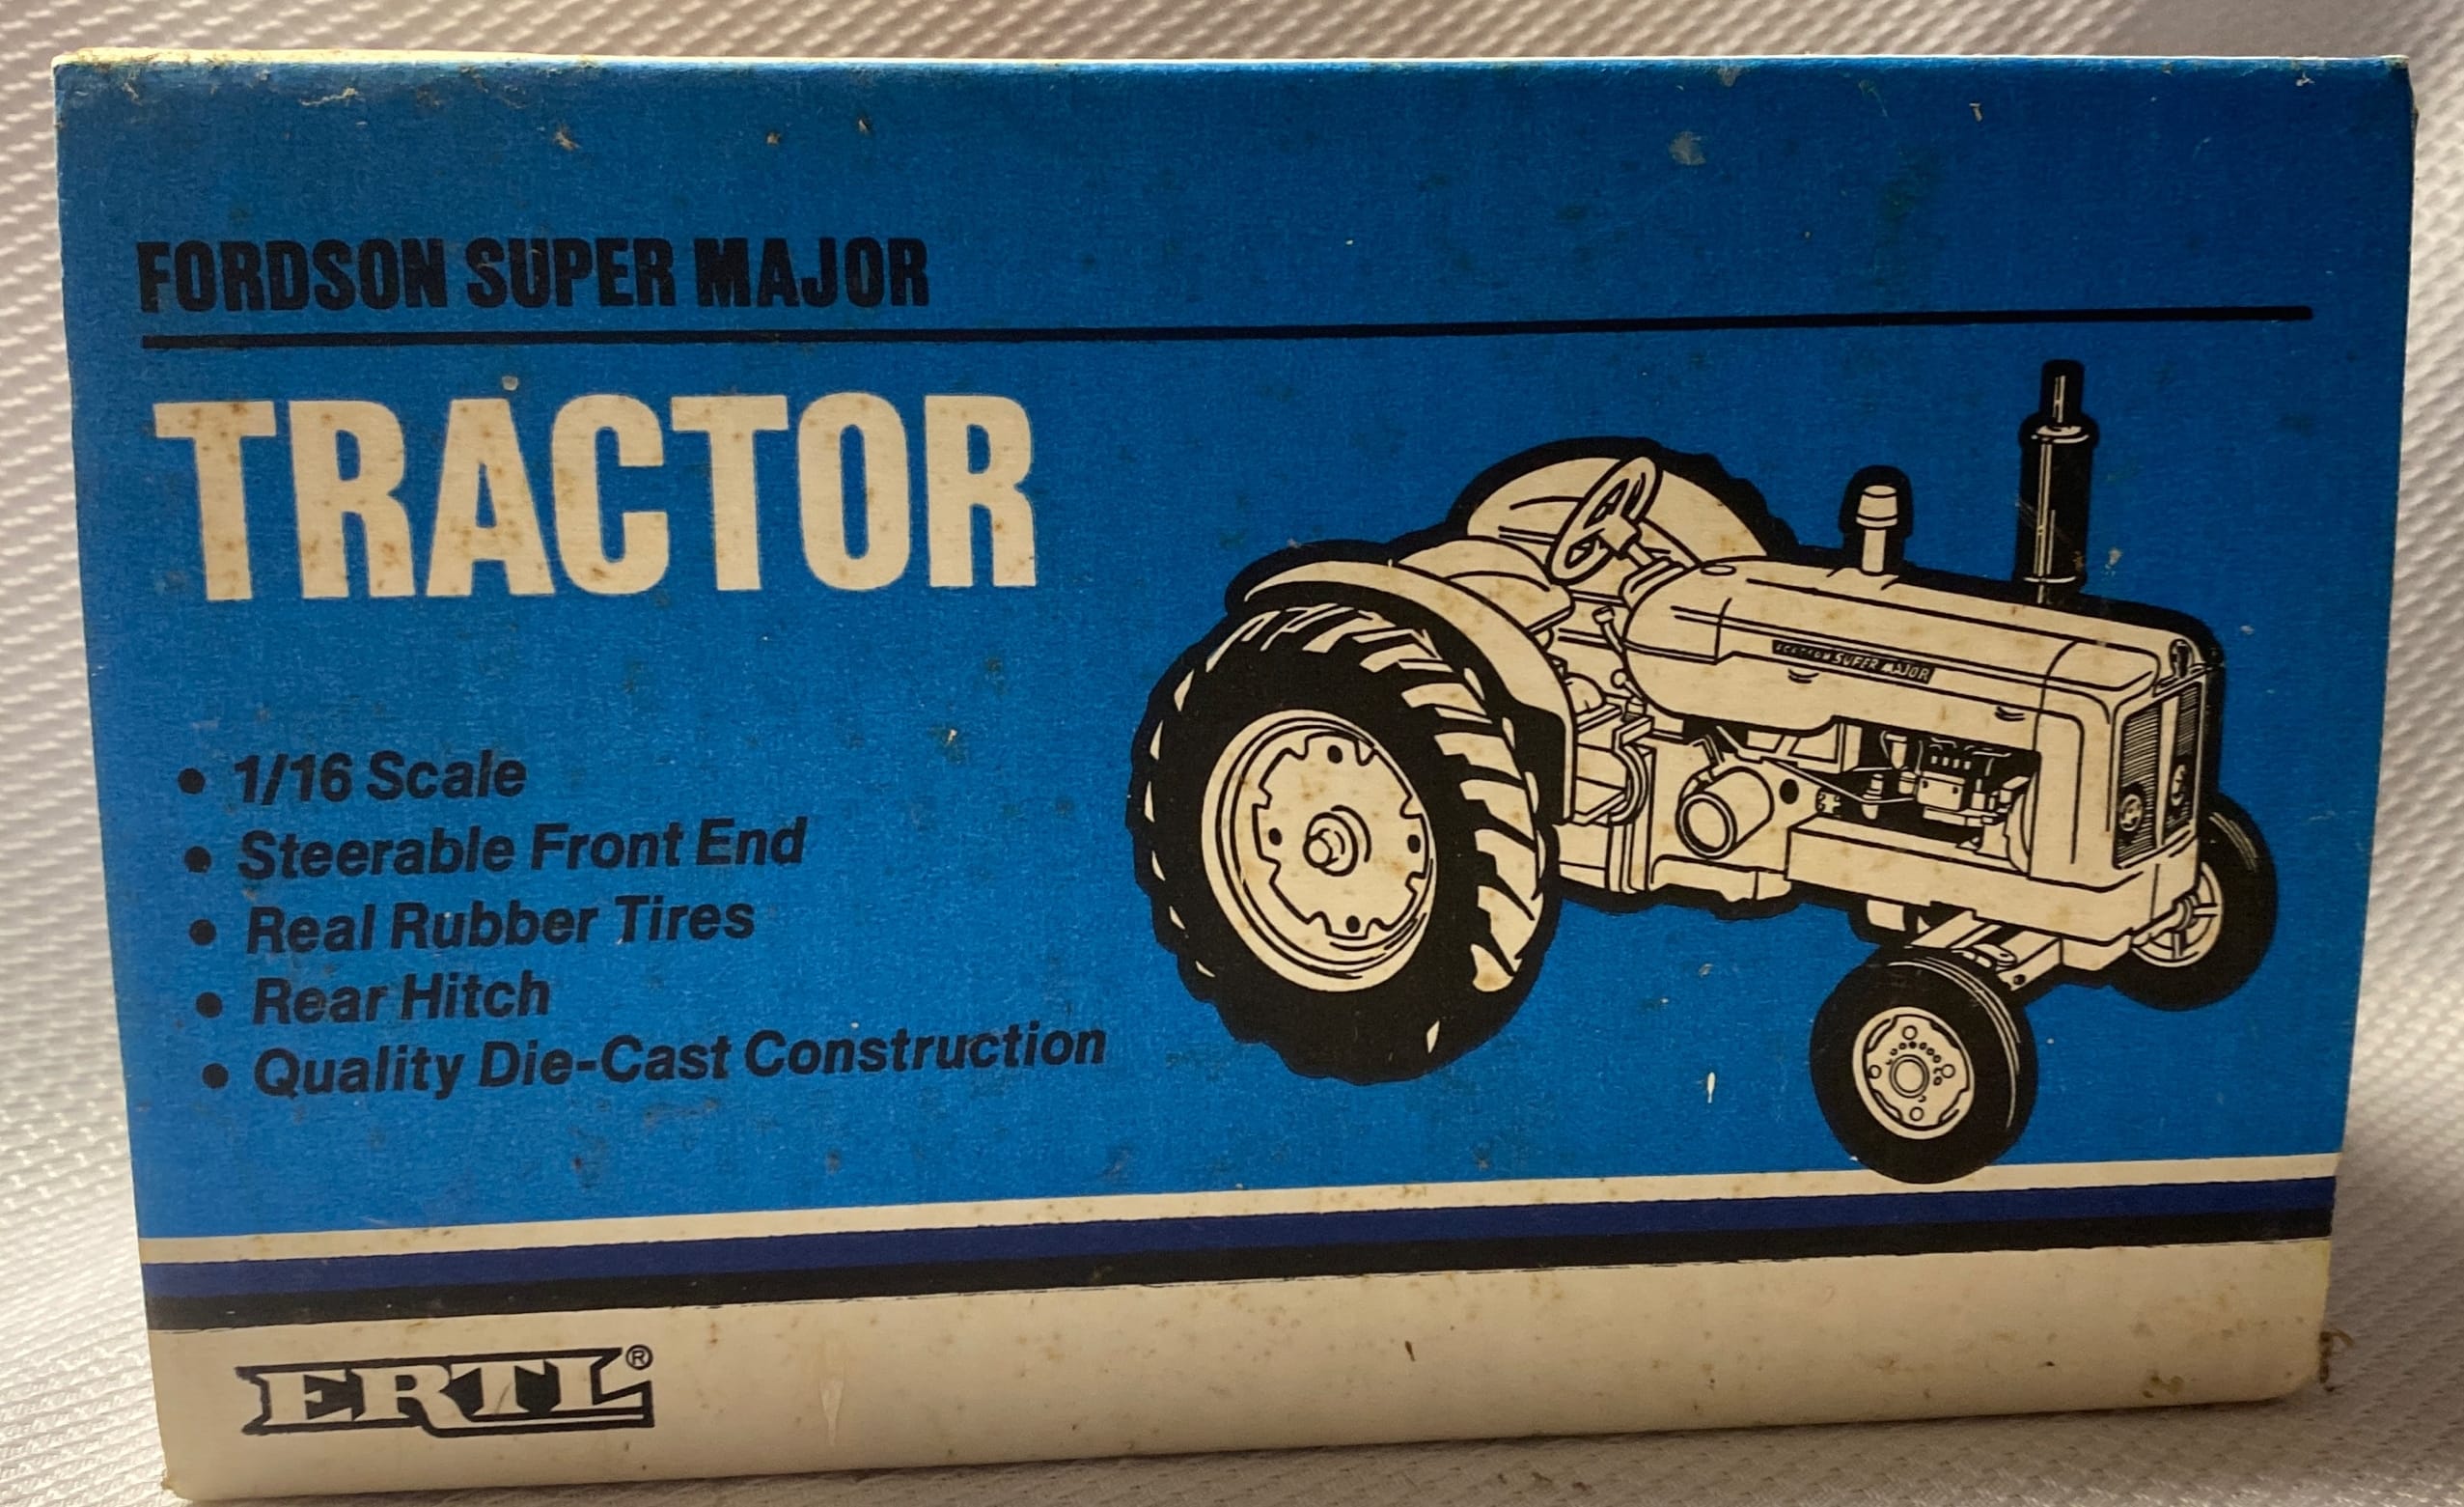 FORDSON SUPER MAJOR
TRACTOR
• 1/16 Scale
• Steerable Front End
• Real Rubber Tires
• Rear Hitch
• Quality Die-Cast Construction
SUPER MAJOR
ERTL®